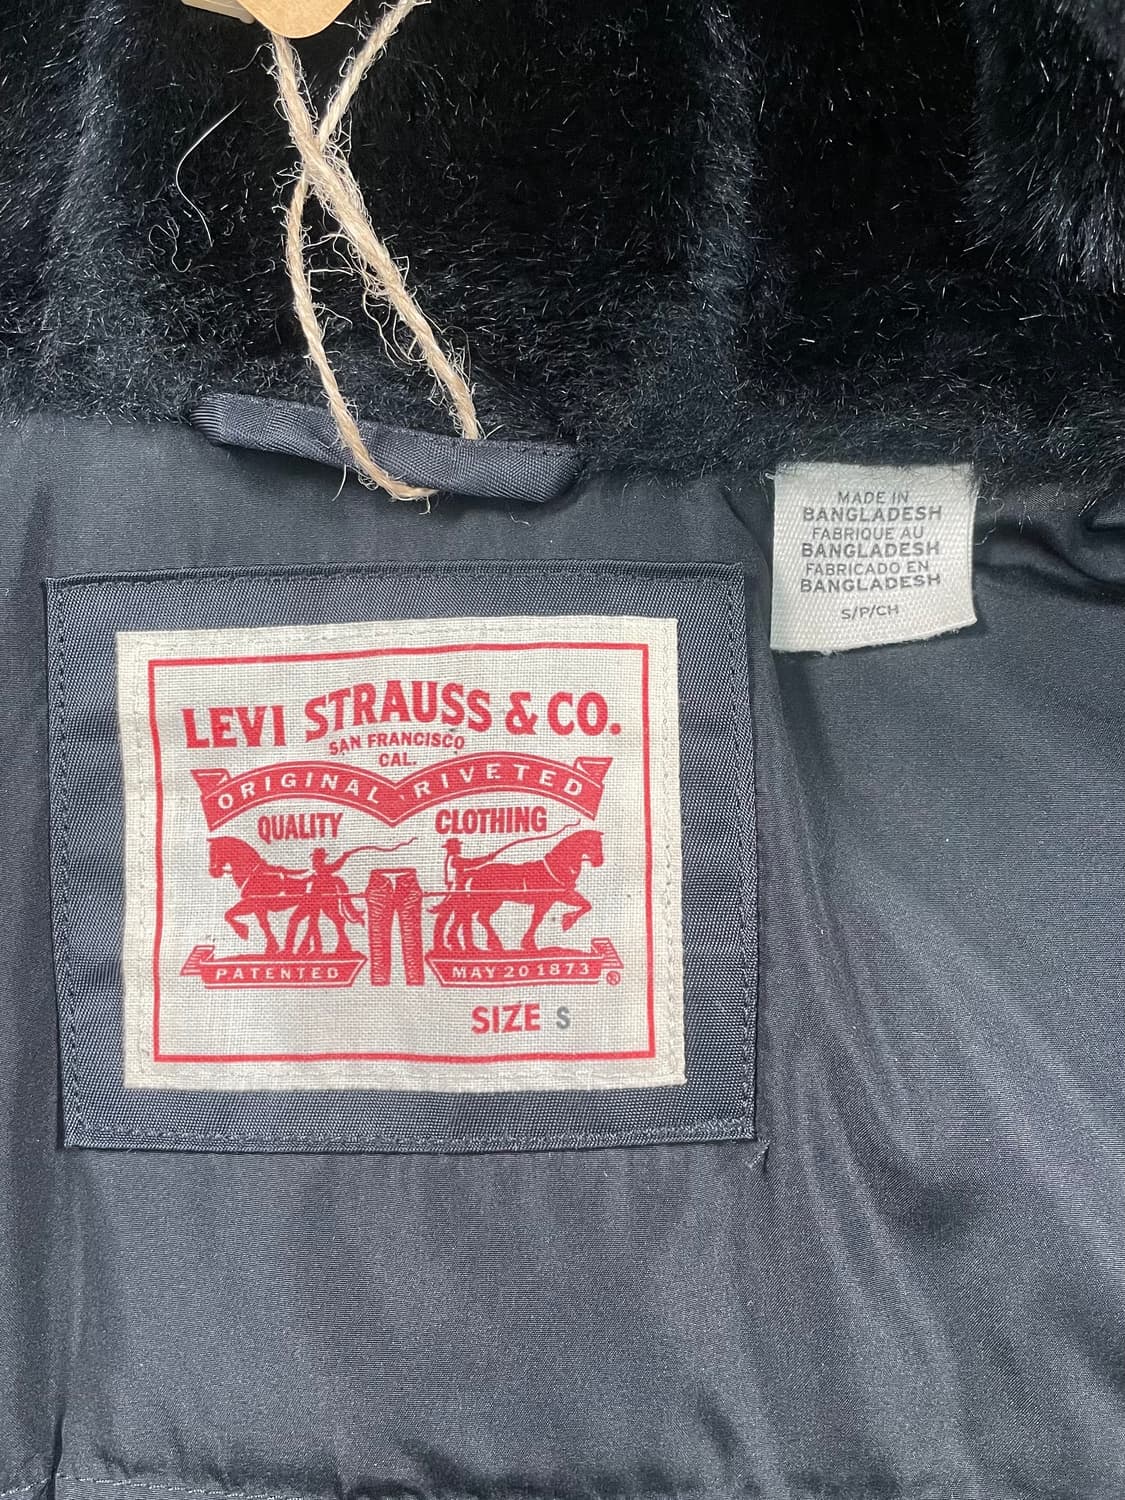 MADE IN
BANGLADESH
FABRIQUE AU
BANGLADESH
FABRICADO EN
BANGLADESH
S/P/CH
LEVI STRAUSS & CO.
SAN FRANCISCO
CAL.
ORIGINAL RIVETED
QUALITY CLOTHING
PATENTED MAY 20 1873 ®
SIZE S